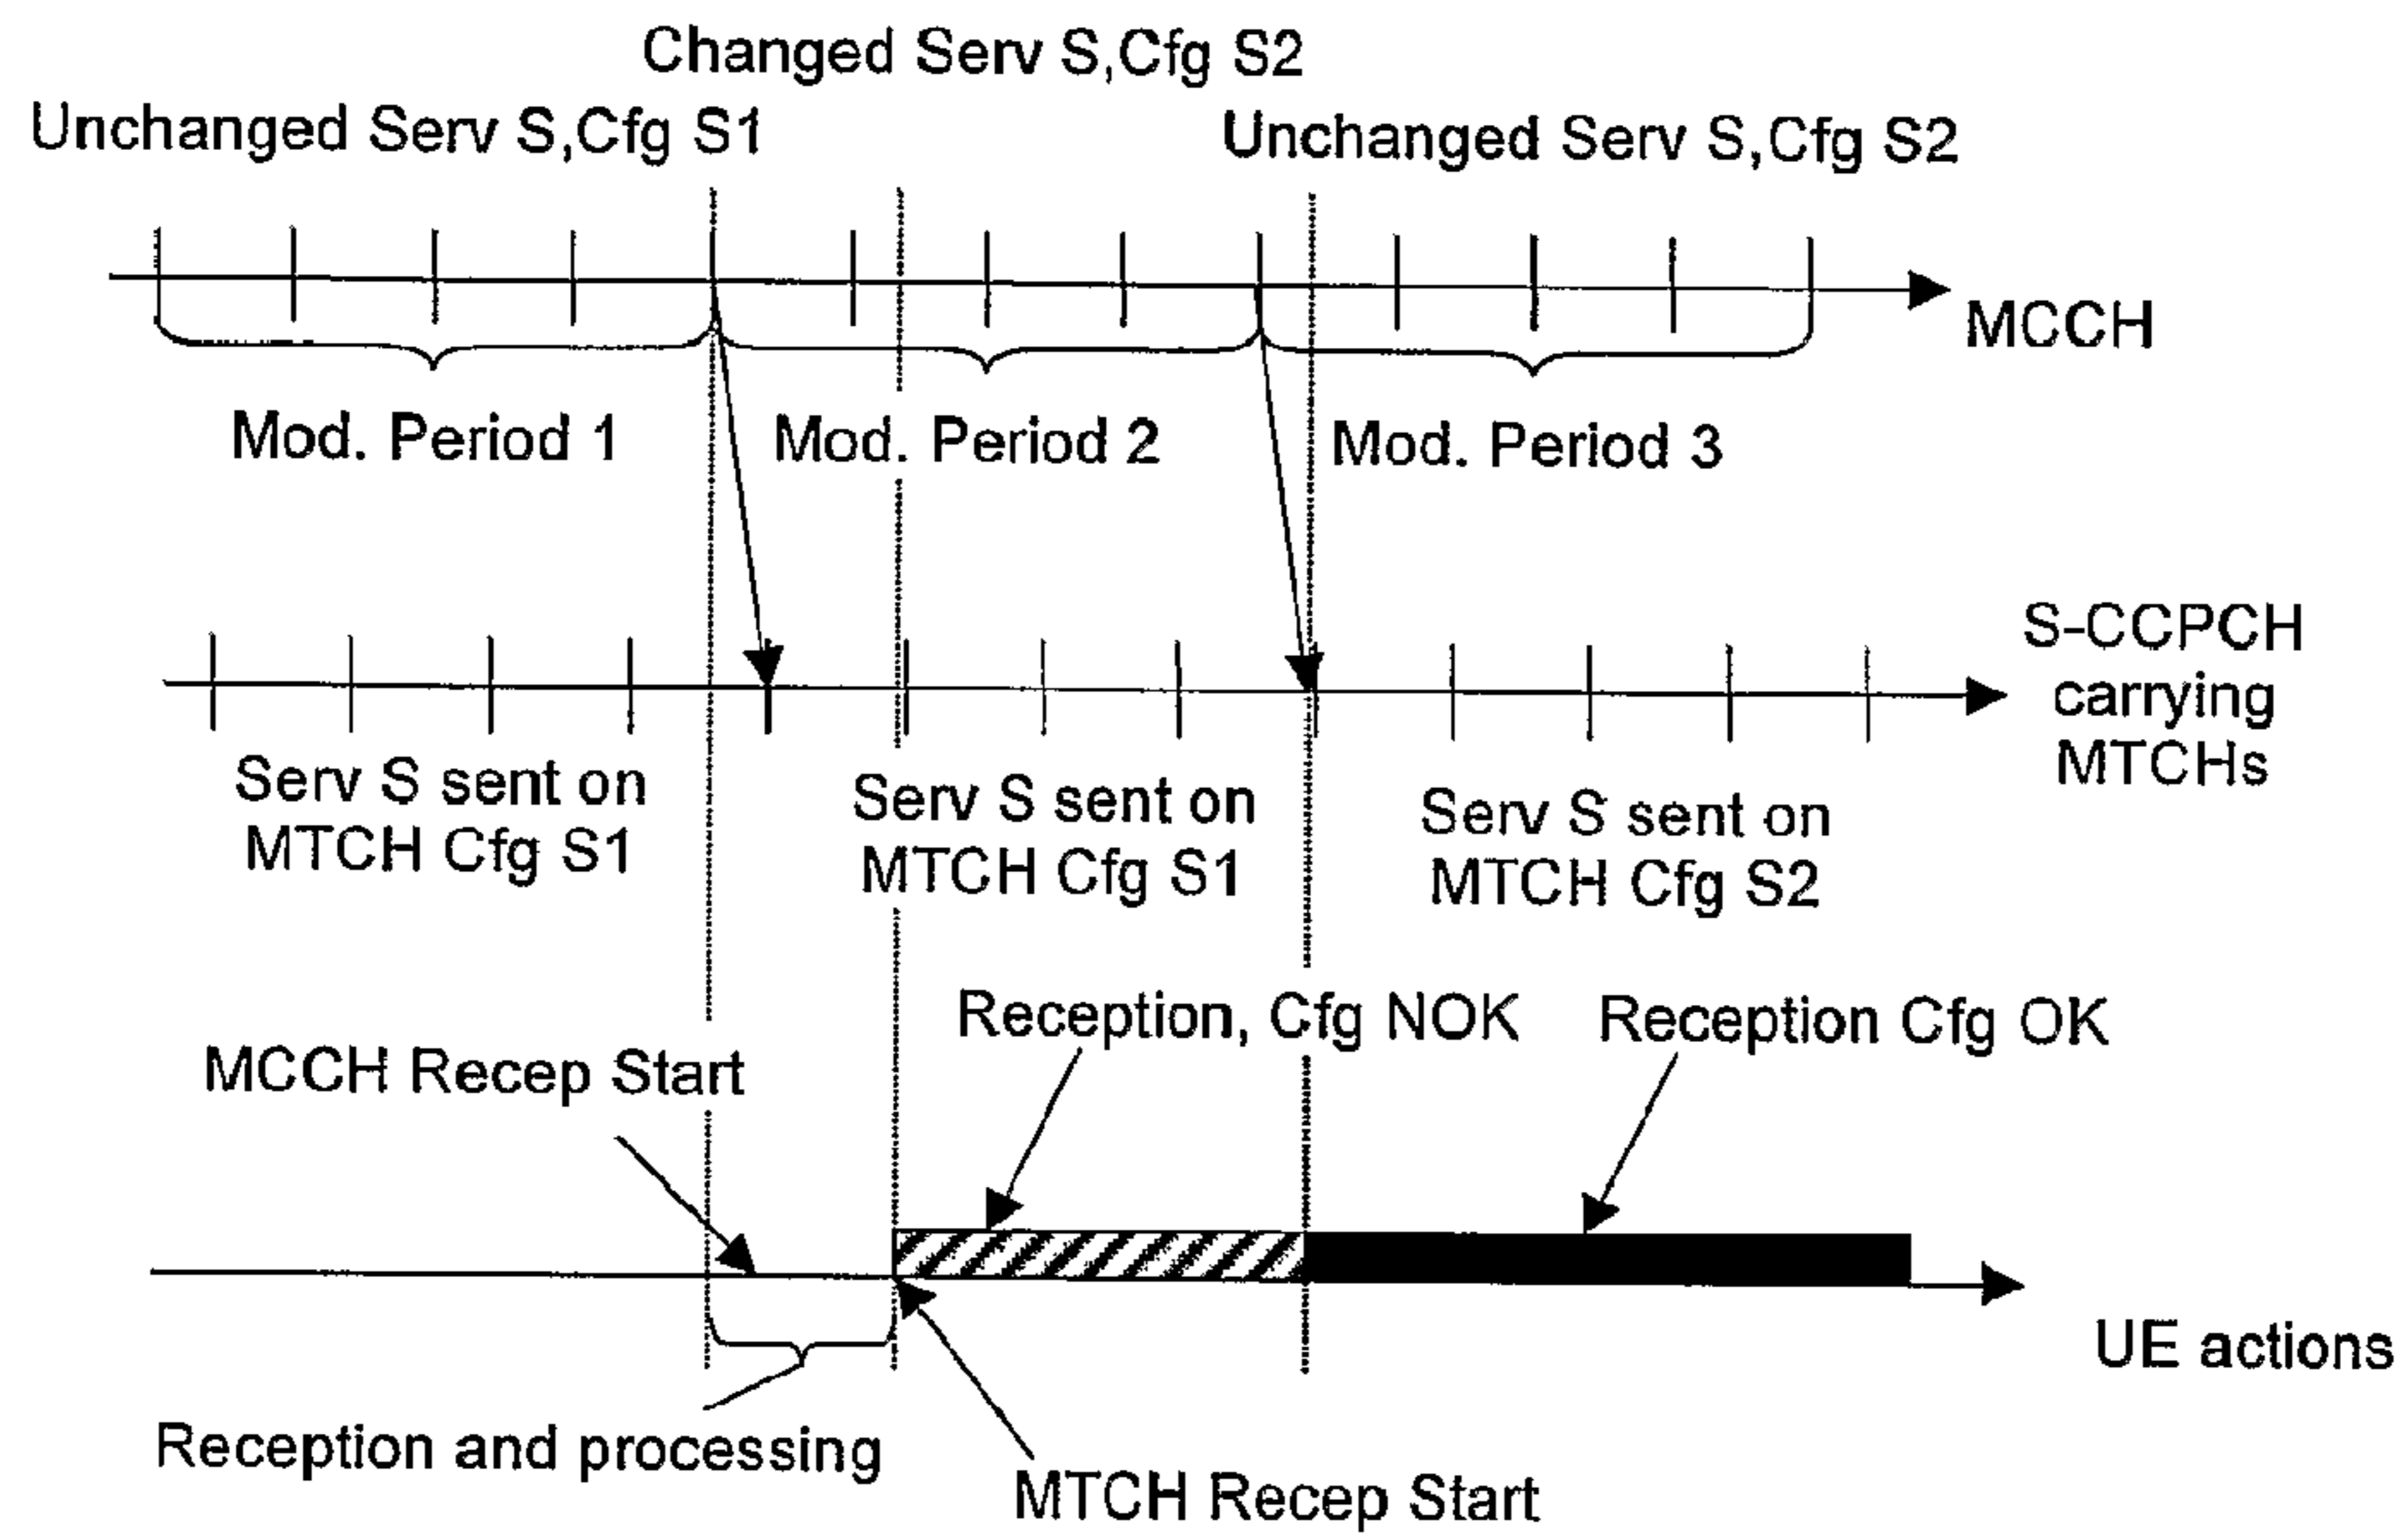 Changed Serv S,Cfg S2
Unchanged Serv S,Cfg S1
Unchanged Serv S,Cfg S2
MCCH
Mod. Period 1
Mod. Period 2
Mod. Period 3
S-CCPCH
carrying
MTCHs
Serv S sent on
MTCH Cfg S1
Serv S sent on
MTCH Cfg S1
Serv S sent on
MTCH Cfg S2
Reception, Cfg NOK
Reception Cfg OK
MCCH Recep Start
UE actions
Reception and processing
MTCH Recep Start